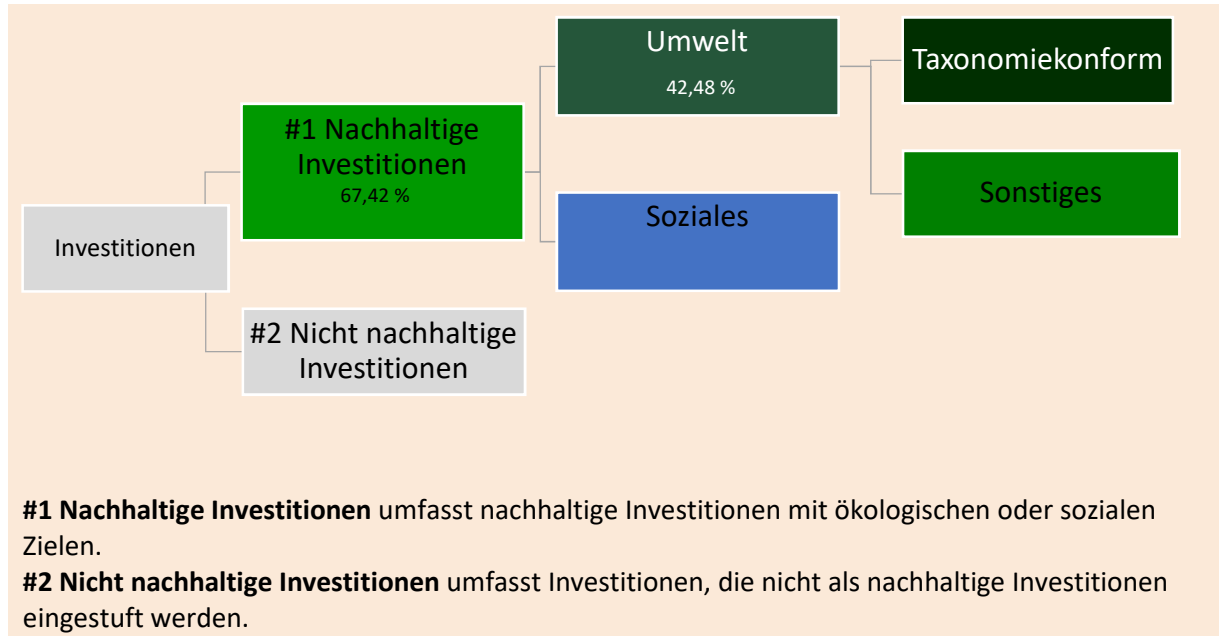 Umwelt
42,48 %
Taxonomiekonform
#1 Nachhaltige
Investitionen
67,42 %
Sonstiges
Soziales
Investitionen
#2 Nicht nachhaltige
Investitionen
#1 Nachhaltige Investitionen umfasst nachhaltige Investitionen mit ökologischen oder sozialen
Zielen.
#2 Nicht nachhaltige Investitionen umfasst Investitionen, die nicht als nachhaltige Investitionen
eingestuft werden.